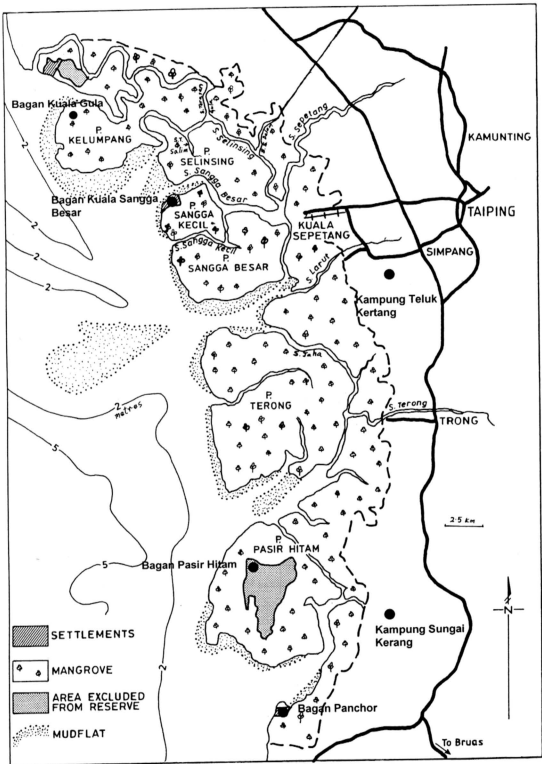 Bagan Kuala Gula
P.
KELUMPANG
S. Selinsing
S. Sepetang
P.
SELINSING
KAMUNTING
S. Sangga
Besar
Bagan Kuala Sangga
Besar
P.
SANGGA
KECIL
TAIPING
KUALA
SEPETANG
S. Sangga Kecil
P.
SANGGA BESAR
SIMPANG
S. Larut
Kampung Teluk
Kertang
2
2
2
S. Jaha
2
metres
P.
TERONG
S. Terong
TRONG
5
2.5 Km
P.
PASIR HITAM
5
Bagan Pasir Hitam
N
Kampung Sungai
Kerang
SETTLEMENTS
MANGROVE
2
AREA EXCLUDED
FROM RESERVE
Bagan Panchor
MUDFLAT
To Bruas